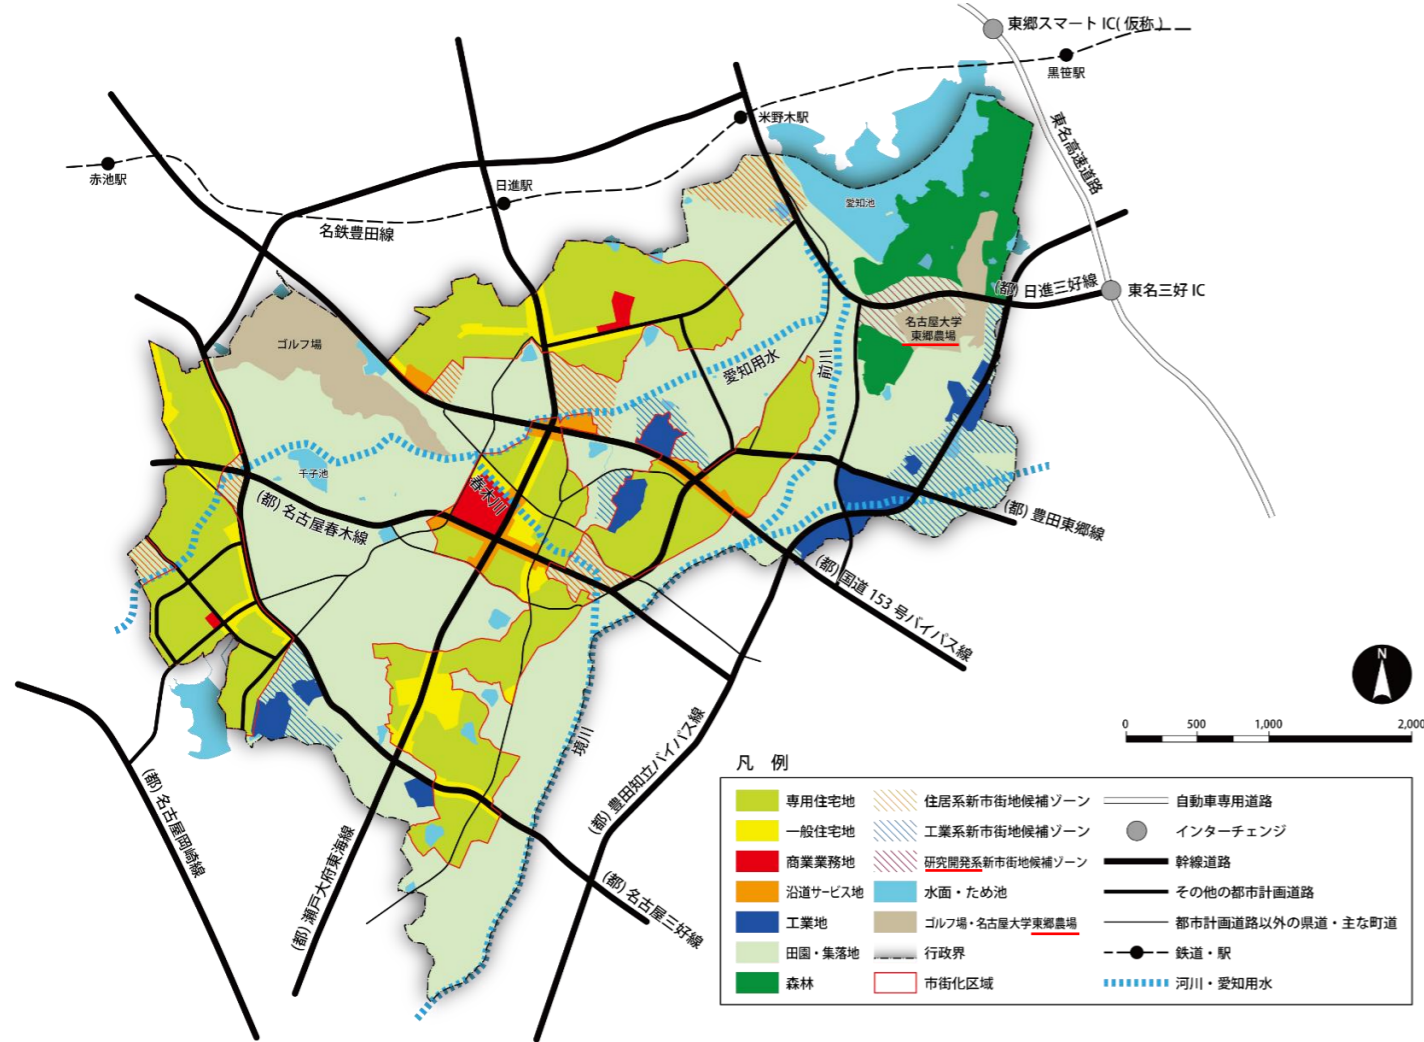 東郷スマート IC( 仮称 )
黒笹駅
米野木駅
東名高速道路
赤池駅
日進駅
名鉄豊田線
愛知池
(都) 日進三好線
東名三好 IC
ゴルフ場
名古屋大学
東郷農場
愛知用水
前川
千子池
春木川
(都) 名古屋春木線
(都) 豊田東郷線
(都) 国道 153 号バイパス線
境川
(都) 豊田知立バイパス線
(都) 名古屋岡崎線
(都) 瀬戸大府東海線
(都) 名古屋三好線
N
0 500 1,000 2,000
凡 例
専用住宅地
一般住宅地
商業業務地
沿道サービス地
工業地
田園・集落地
森林
住居系新市街地候補ゾーン
工業系新市街地候補ゾーン
研究開発系新市街地候補ゾーン
水面・ため池
ゴルフ場・名古屋大学東郷農場
行政界
市街化区域
自動車専用道路
インターチェンジ
幹線道路
その他の都市計画道路
都市計画道路以外の県道・主な町道
鉄道・駅
河川・愛知用水